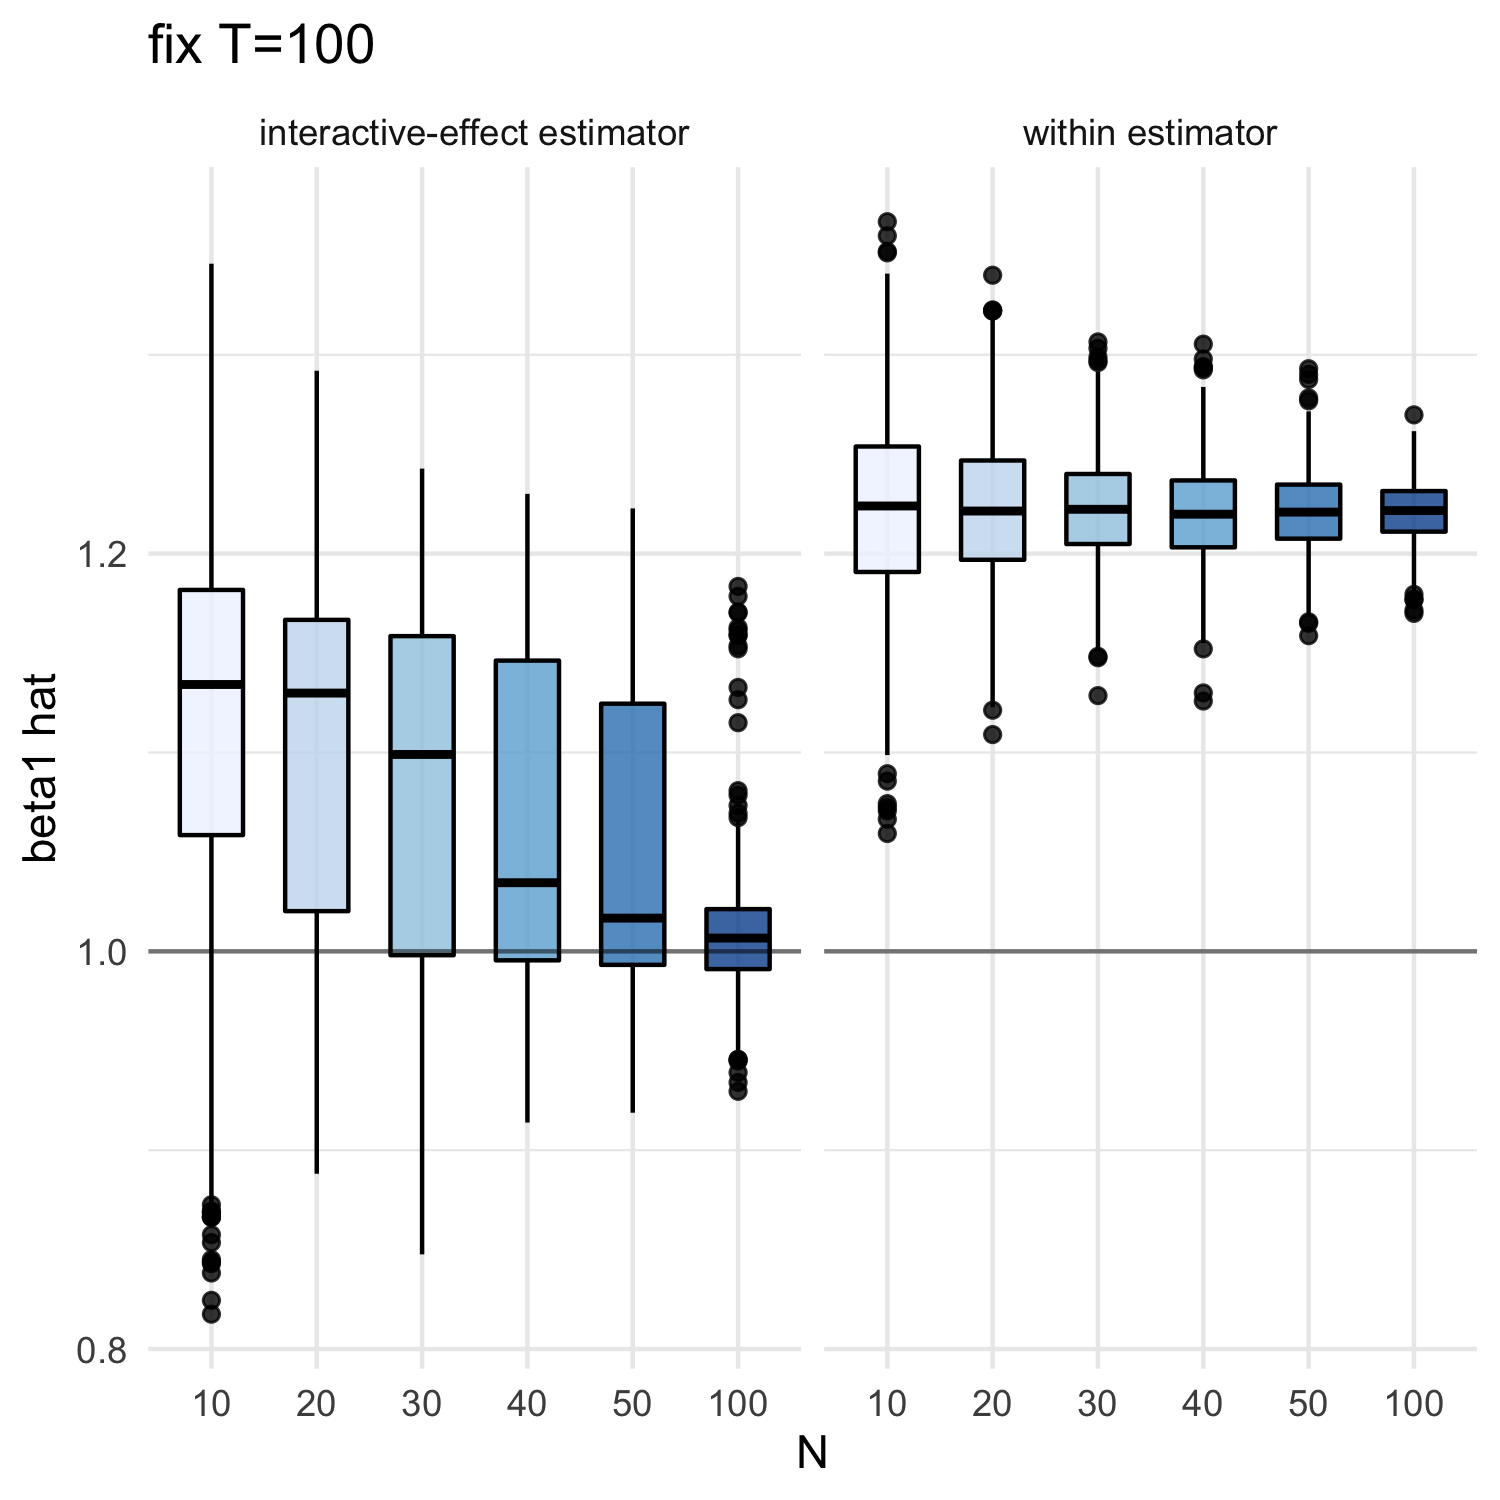 fix T=100
interactive-effect estimator
within estimator
beta1 hat
1.2
1.0
0.8
10 20 30 40 50 100
10 20 30 40 50 100
N